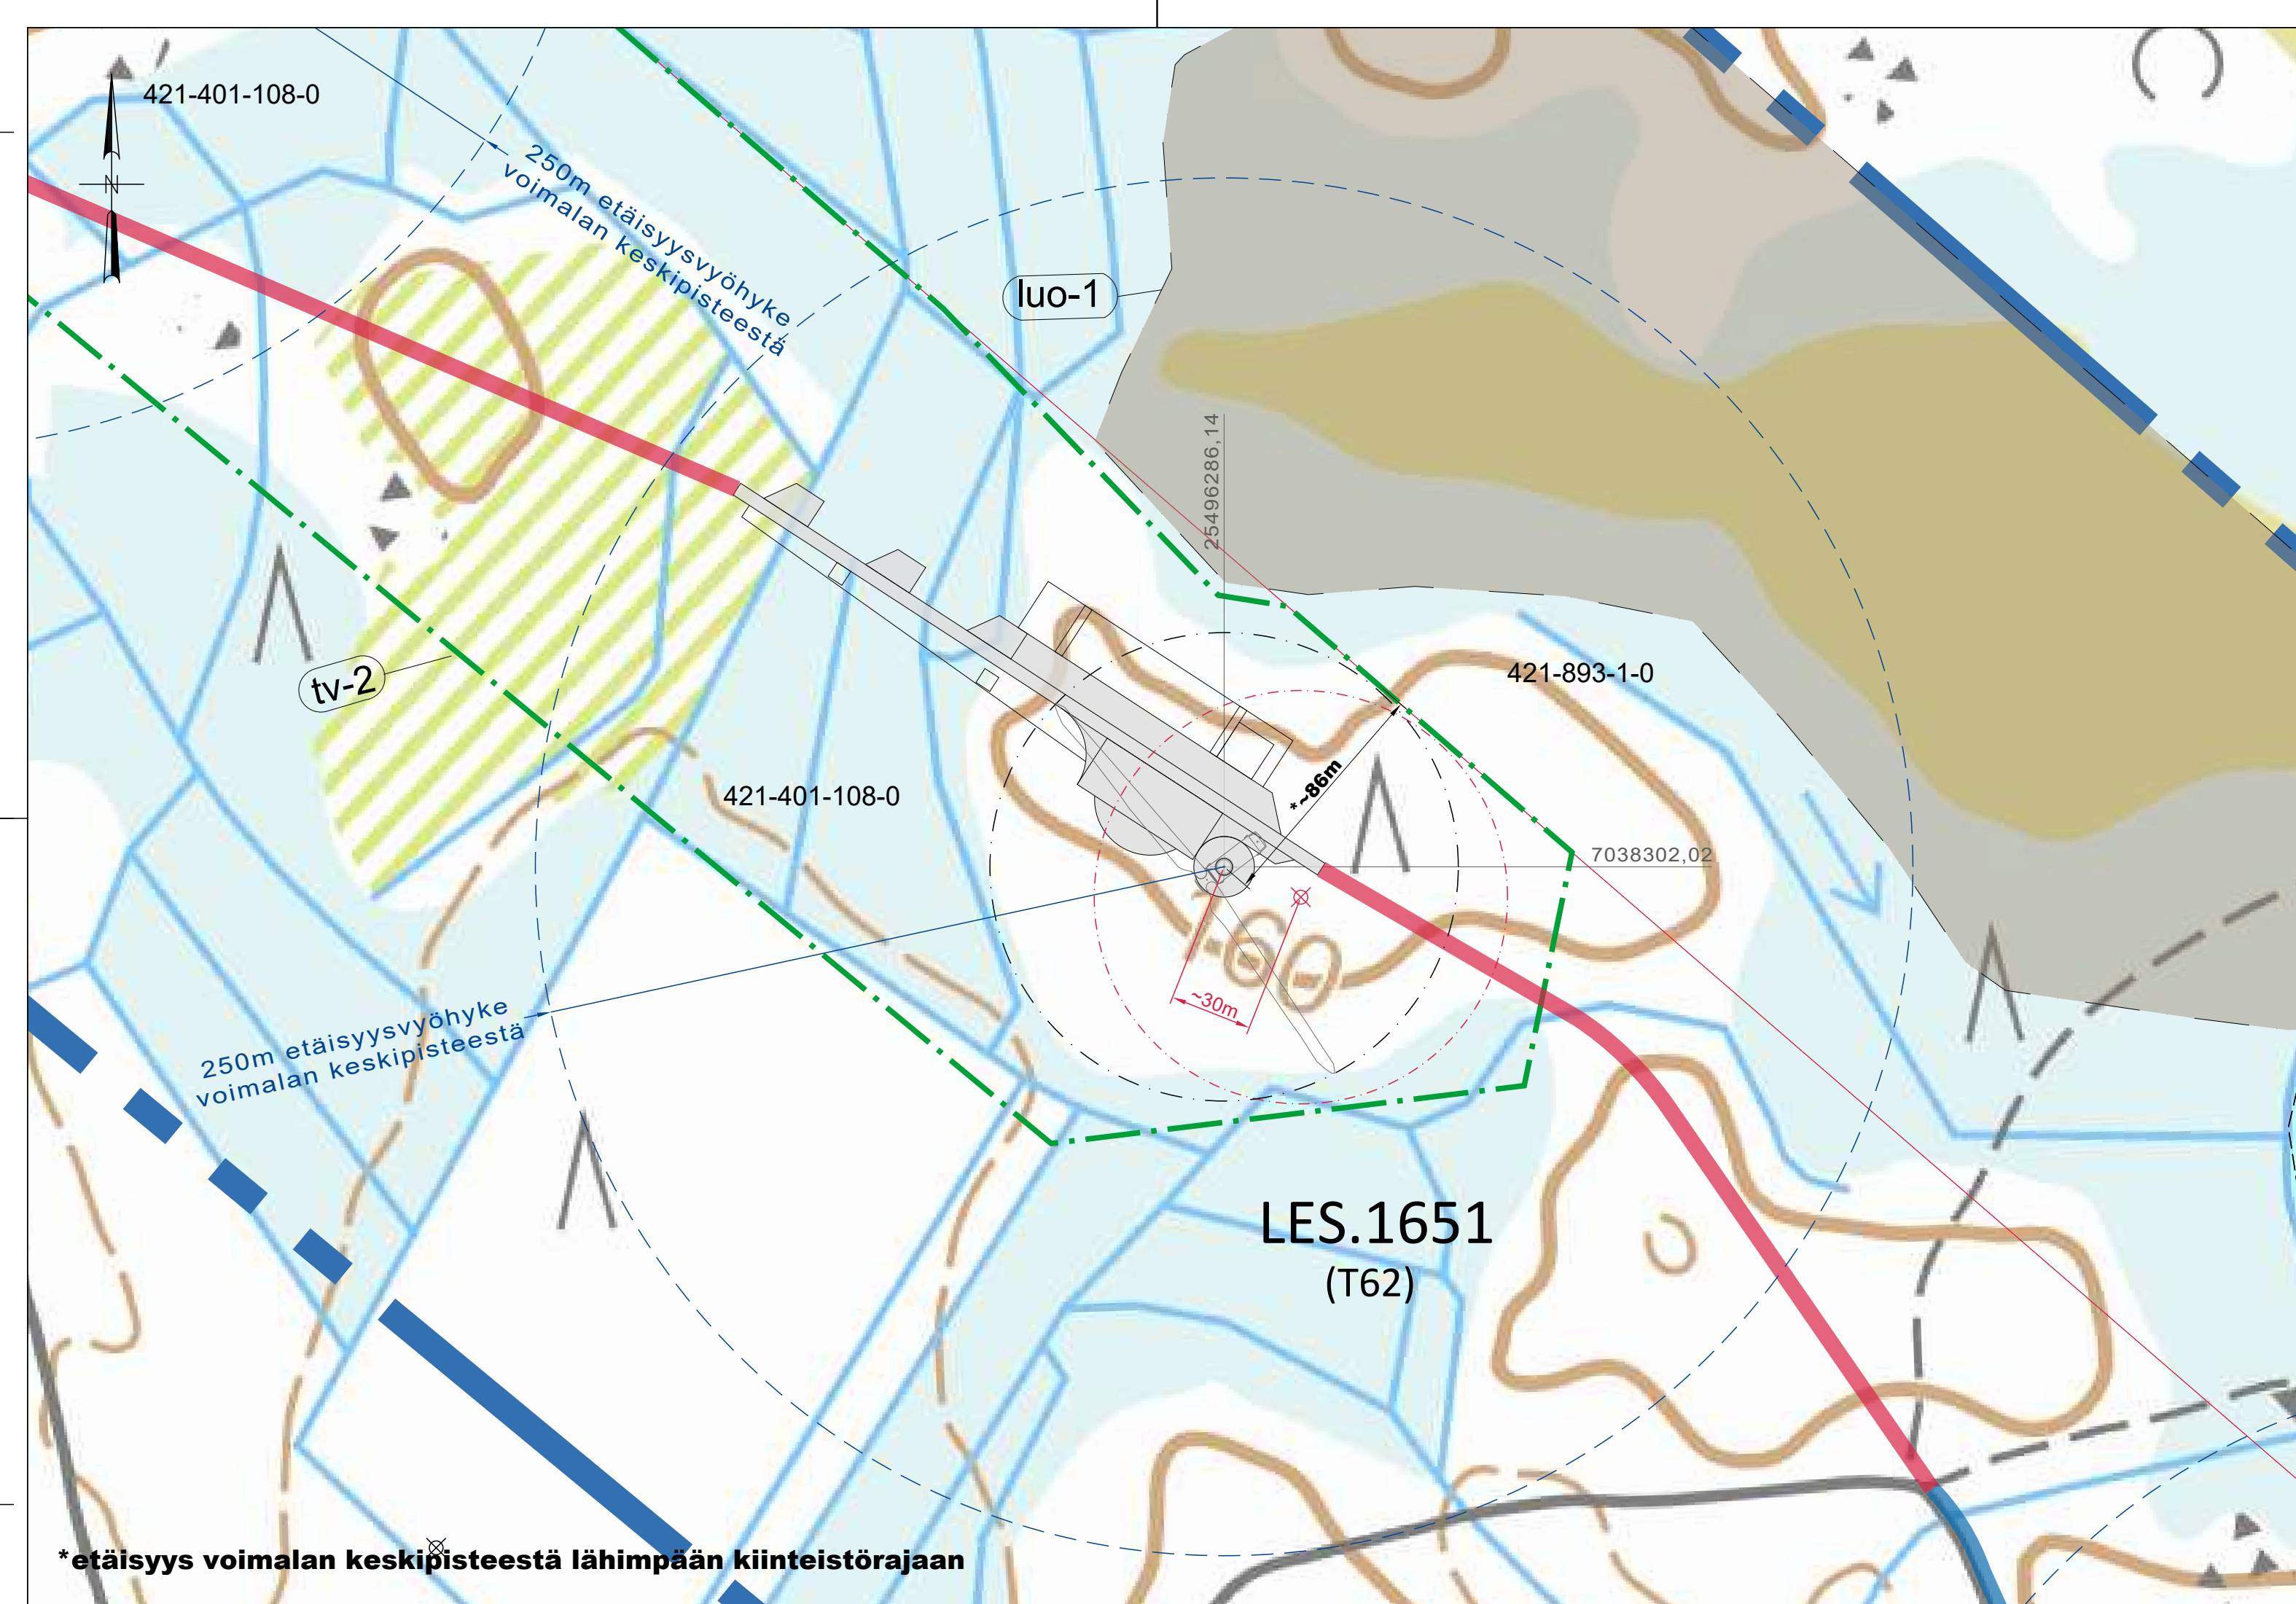 421-401-108-0
N
250m etäisyysvyöhyke
voimalan keskipisteestä
luo-1
25496286,14
421-893-1-0
tv-2
*~86m
421-401-108-0
7038302,02
160
~30m
250m etäisyysvyöhyke
voimalan keskipisteestä
LES.1651
(T62)
*etäisyys voimalan keskipisteestä lähimpään kiinteistörajaan